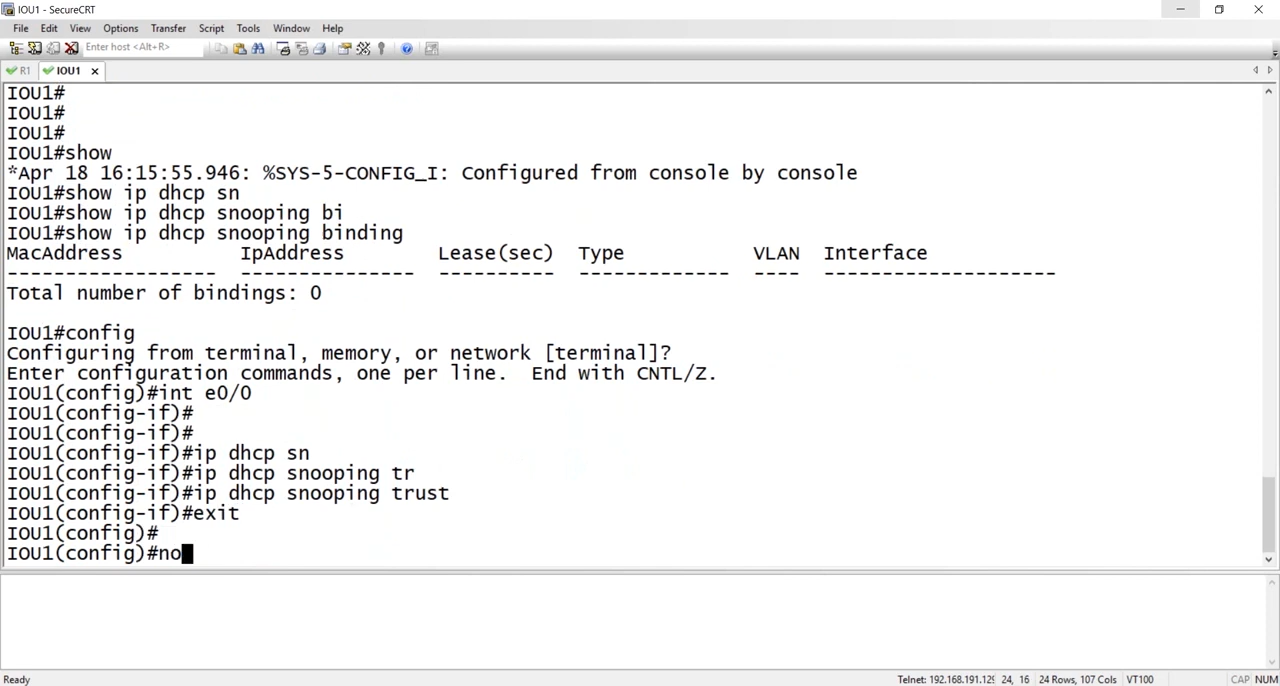 IOU1 - SecureCRT
File Edit View Options Transfer Script Tools Window Help
Enter host <Alt+R>
R1 IOU1
IOU1#
IOU1#
IOU1#
IOU1#show
*Apr 18 16:15:55.946: %SYS-5-CONFIG_I: Configured from console by console
IOU1#show ip dhcp sn
IOU1#show ip dhcp snooping bi
IOU1#show ip dhcp snooping binding
MacAddress IpAddress Lease(sec) Type VLAN Interface
------------------ --------------- ---------- ------------- ---- --------------------
Total number of bindings: 0
IOU1#config
Configuring from terminal, memory, or network [terminal]?
Enter configuration commands, one per line. End with CNTL/Z.
IOU1(config)#int e0/0
IOU1(config-if)#
IOU1(config-if)#
IOU1(config-if)#ip dhcp sn
IOU1(config-if)#ip dhcp snooping tr
IOU1(config-if)#ip dhcp snooping trust
IOU1(config-if)#exit
IOU1(config)#
IOU1(config)#no
Ready Telnet: 192.168.191.129 24, 16 24 Rows, 107 Cols VT100 CAP NUM